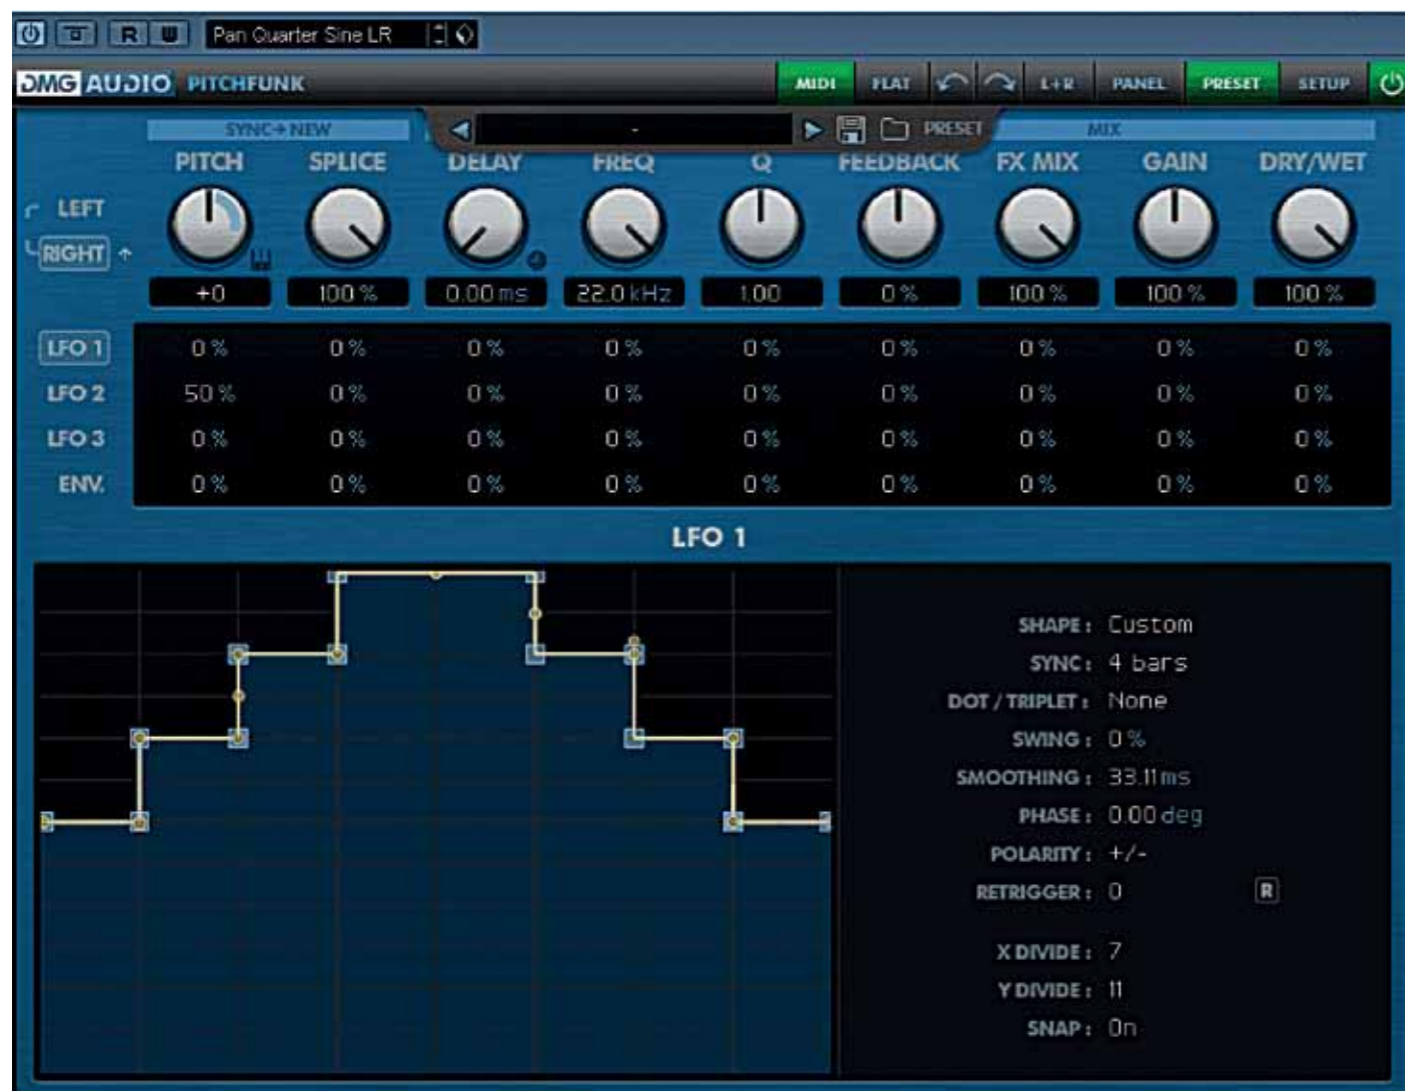 R W Pan Quarter Sine LR
DMG AUDIO PITCHFUNK MIDI FLAT L+R PANEL PRESET SETUP
SYNC→NEW - PRESET MIX
PITCH SPLICE DELAY FREQ Q FEEDBACK FX MIX GAIN DRY/WET
LEFT
RIGHT
+0 100 % 0.00 ms 22.0 kHz 1.00 0 % 100 % 100 % 100 %
LFO 1 0 % 0 % 0 % 0 % 0 % 0 % 0 % 0 % 0 %
LFO 2 50 % 0 % 0 % 0 % 0 % 0 % 0 % 0 % 0 %
LFO 3 0 % 0 % 0 % 0 % 0 % 0 % 0 % 0 % 0 %
ENV. 0 % 0 % 0 % 0 % 0 % 0 % 0 % 0 % 0 %
LFO 1
SHAPE: Custom
SYNC: 4 bars
DOT / TRIPLET: None
SWING: 0 %
SMOOTHING: 33.11 ms
PHASE: 0.00 deg
POLARITY: +/-
RETRIGGER: 0 R
X DIVIDE: 7
Y DIVIDE: 11
SNAP: On